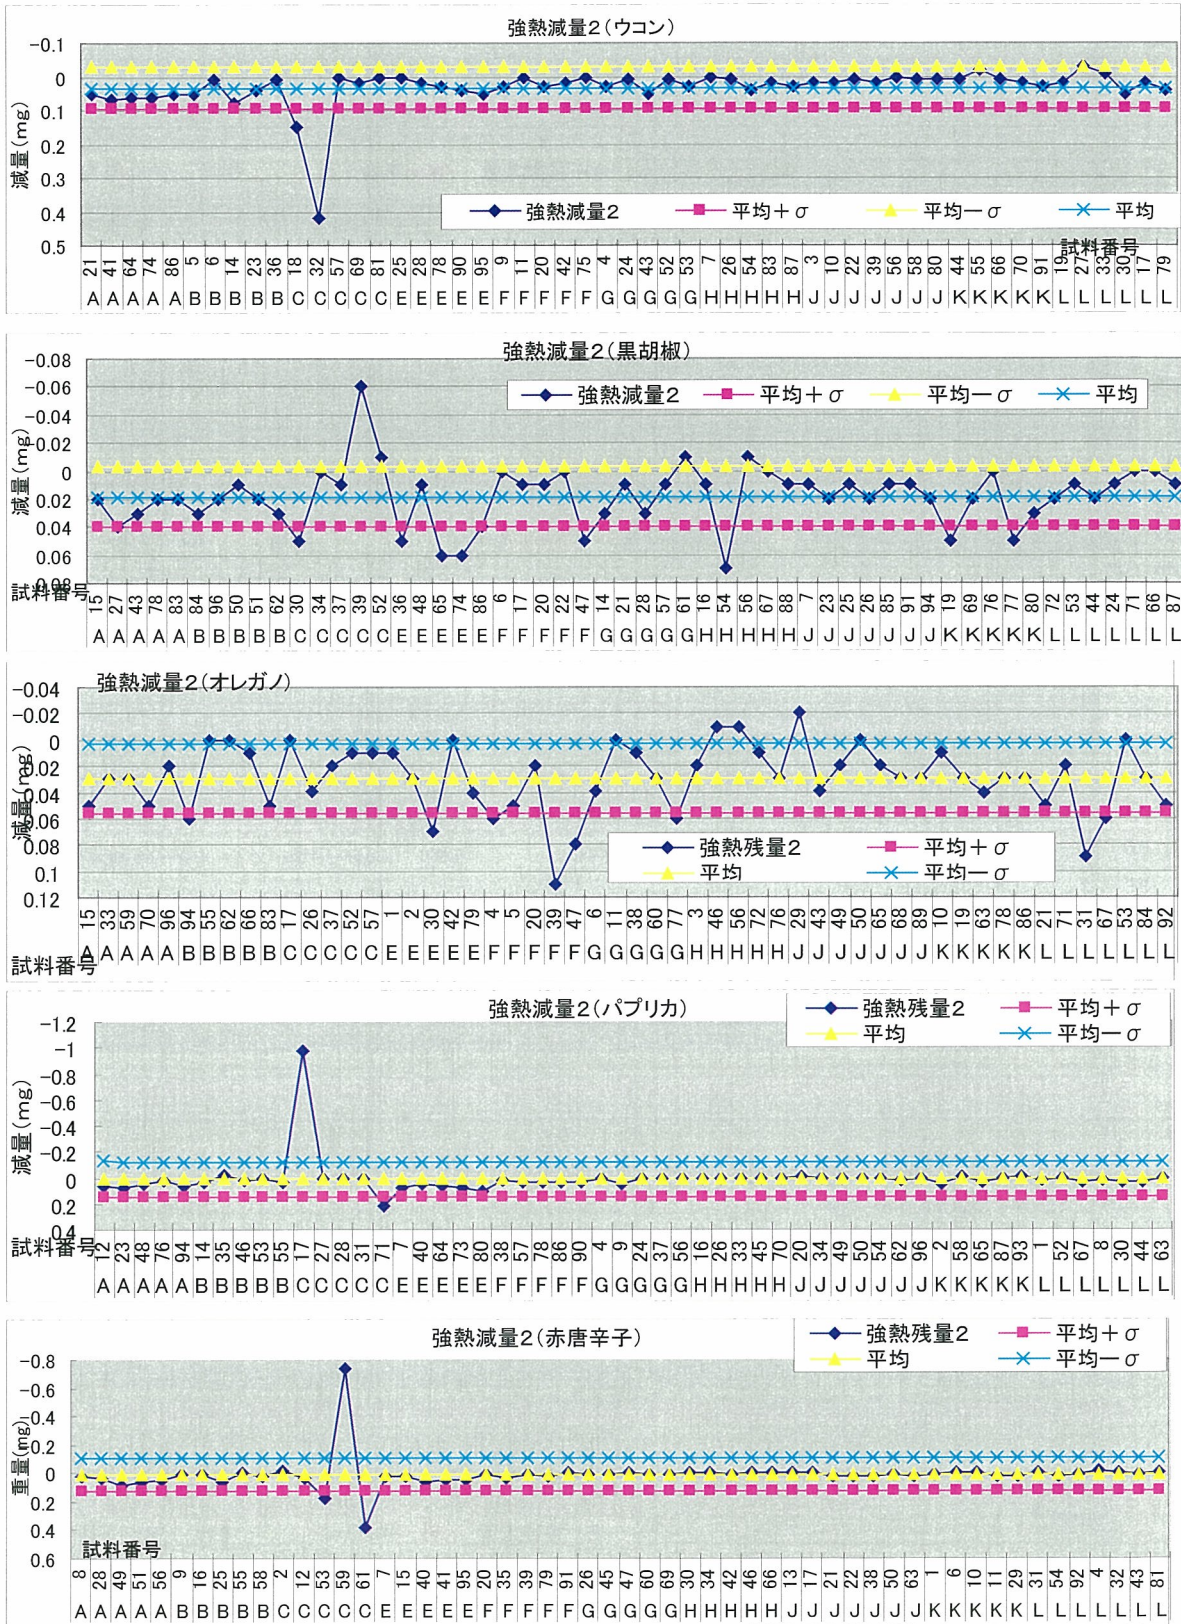 強熱減量2(ウコン)
減量(mg)
-0.1
0
0.1
0.2
0.3
0.4
0.5
強熱減量2 平均+σ 平均-σ 平均
試料番号
21 41 64 74 86 5 6 14 23 36 18 32 57 69 81 25 28 78 90 95 9 11 20 42 75 4 24 43 52 53 7 26 54 83 87 3 10 22 39 56 58 80 44 55 66 70 91 19 27 33 30 17 79
A A A A A B B B B B C C C C C E E E E E F F F F F G G G G G H H H H H J J J J J J J K K K K K L L L L L L
強熱減量2(黒胡椒)
減量(mg)
-0.08
-0.06
-0.04
-0.02
0
0.02
0.04
0.06
0.08
強熱減量2 平均+σ 平均-σ 平均
試料番号
15 27 43 78 83 84 96 50 51 62 30 34 37 39 52 36 48 65 74 86 6 17 20 22 47 14 21 28 57 61 16 54 56 67 88 7 23 25 26 85 91 94 19 69 76 77 80 72 53 44 24 71 66 87
A A A A A B B B B B C C C C C E E E E E F F F F F G G G G G H H H H H J J J J J J J K K K K K L L L L L L L
強熱減量2(オレガノ)
減量(mg)
-0.04
-0.02
0
0.02
0.04
0.06
0.08
0.1
0.12
強熱残量2 平均+σ
平均 平均-σ
試料番号
15 33 59 70 96 94 55 62 66 83 17 26 37 52 57 1 2 30 42 79 4 5 20 39 47 6 11 38 60 77 3 46 56 72 76 29 43 49 50 65 68 89 10 19 63 78 86 21 71 31 67 53 84 92
A A A A A B B B B B C C C C C E E E E E F F F F F G G G G G H H H H H J J J J J J J K K K K K L L L L L L L
強熱減量2(パプリカ)
減量(mg)
-1.2
-1
-0.8
-0.6
-0.4
-0.2
0
0.2
0.4
強熱残量2 平均+σ
平均 平均-σ
試料番号
12 23 48 76 94 14 35 46 53 55 17 27 28 31 71 7 40 64 73 80 38 57 78 86 90 4 9 24 37 56 16 26 33 45 70 20 34 49 50 54 62 96 2 58 65 87 93 1 52 67 8 30 44 63
A A A A A B B B B B C C C C C E E E E E F F F F F G G G G G H H H H H J J J J J J J K K K K K L L L L L L L
強熱減量2(赤唐辛子)
重量(mg)
-0.8
-0.6
-0.4
-0.2
0
0.2
0.4
0.6
強熱残量2 平均+σ
平均 平均-σ
試料番号
8 28 49 51 56 9 16 25 55 58 2 12 53 59 61 7 15 40 41 95 20 35 39 79 91 26 45 47 60 69 30 34 42 46 66 13 17 21 22 38 50 63 1 6 10 11 29 31 54 92 4 32 43 81
A A A A A B B B B B C C C C C E E E E E F F F F F G G G G G H H H H H J J J J J J J K K K K K L L L L L L L